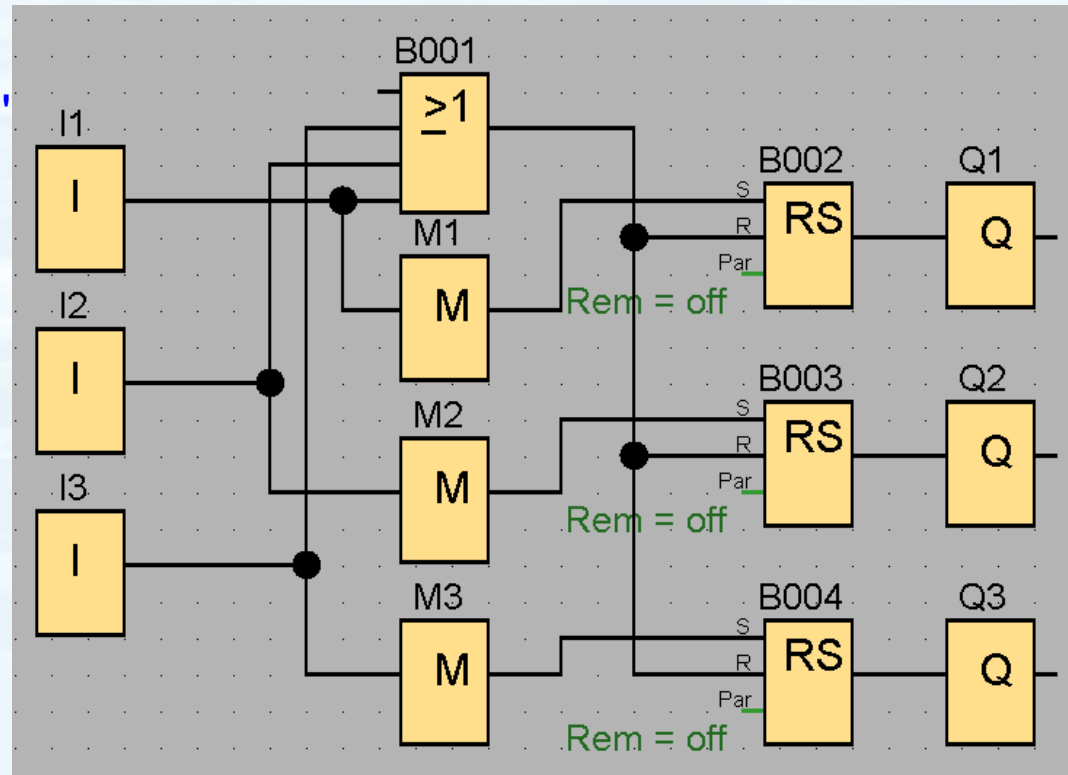 "
B001
≥1
I1
I
B002
Q1
S
R
Par
RS
Q
Rem = off
M1
M
I2
I
B003
Q2
S
R
Par
RS
Q
Rem = off
M2
M
I3
I
B004
Q3
S
R
Par
RS
Q
Rem = off
M3
M